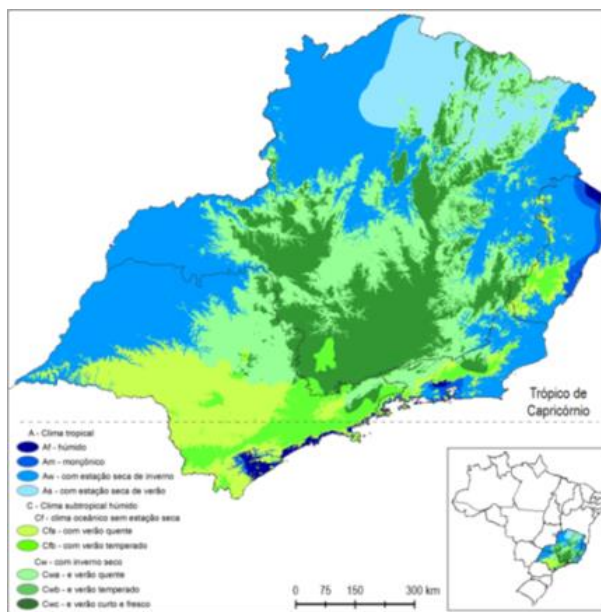 Trópico de
Capricórnio
A - Clima tropical
Af - húmido
Am - monçônico
Aw - com estação seca de inverno
As - com estação seca de verão
C - Clima subtropical húmido
Cf - clima oceânico sem estação seca
Cfa - com verão quente
Cfb - com verão temperado
Cw - com inverno seco
Cwa - e verão quente
Cwb - e verão temperado
Cwc - e verão curto e fresco
0 75 150 300 km